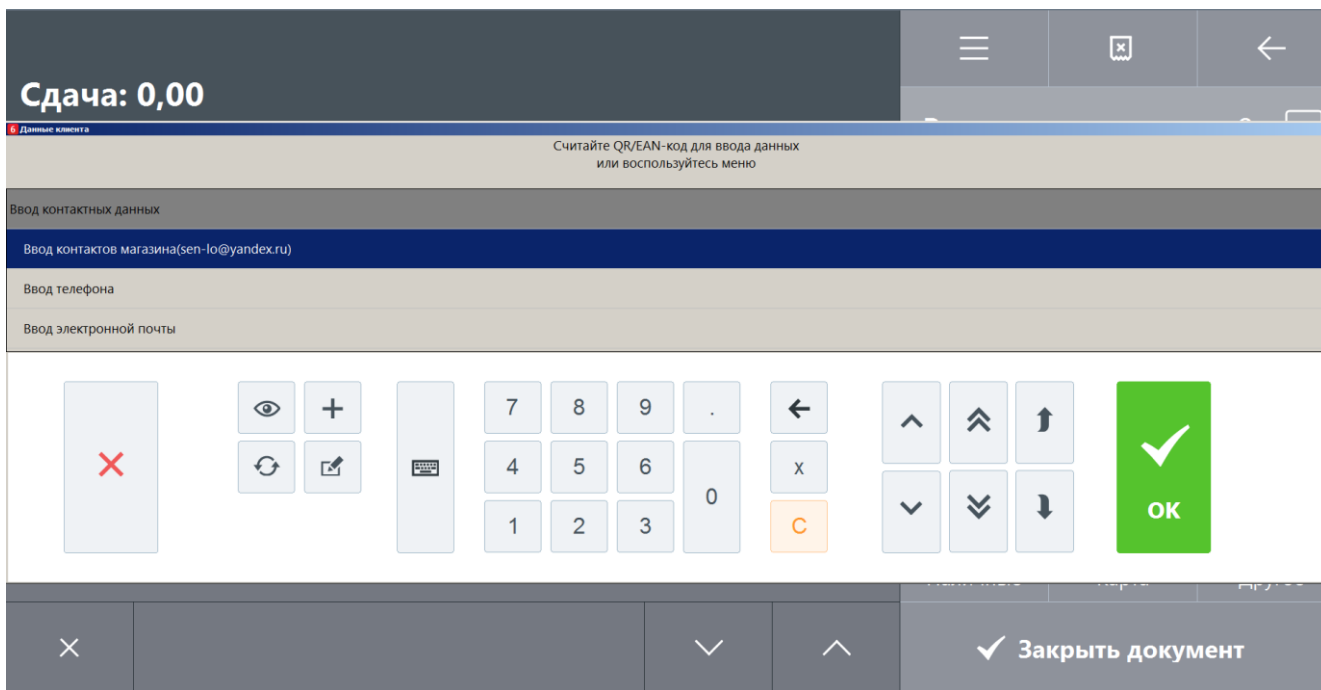 Сдача: 0,00
6 Данные клиента
Считайте QR/EAN-код для ввода данных
или воспользуйтесь меню
Ввод контактных данных
Ввод контактов магазина(sen-lo@yandex.ru)
Ввод телефона
Ввод электронной почты
7 8 9 .
4 5 6 x
0
1 2 3 C
OK
Закрыть документ